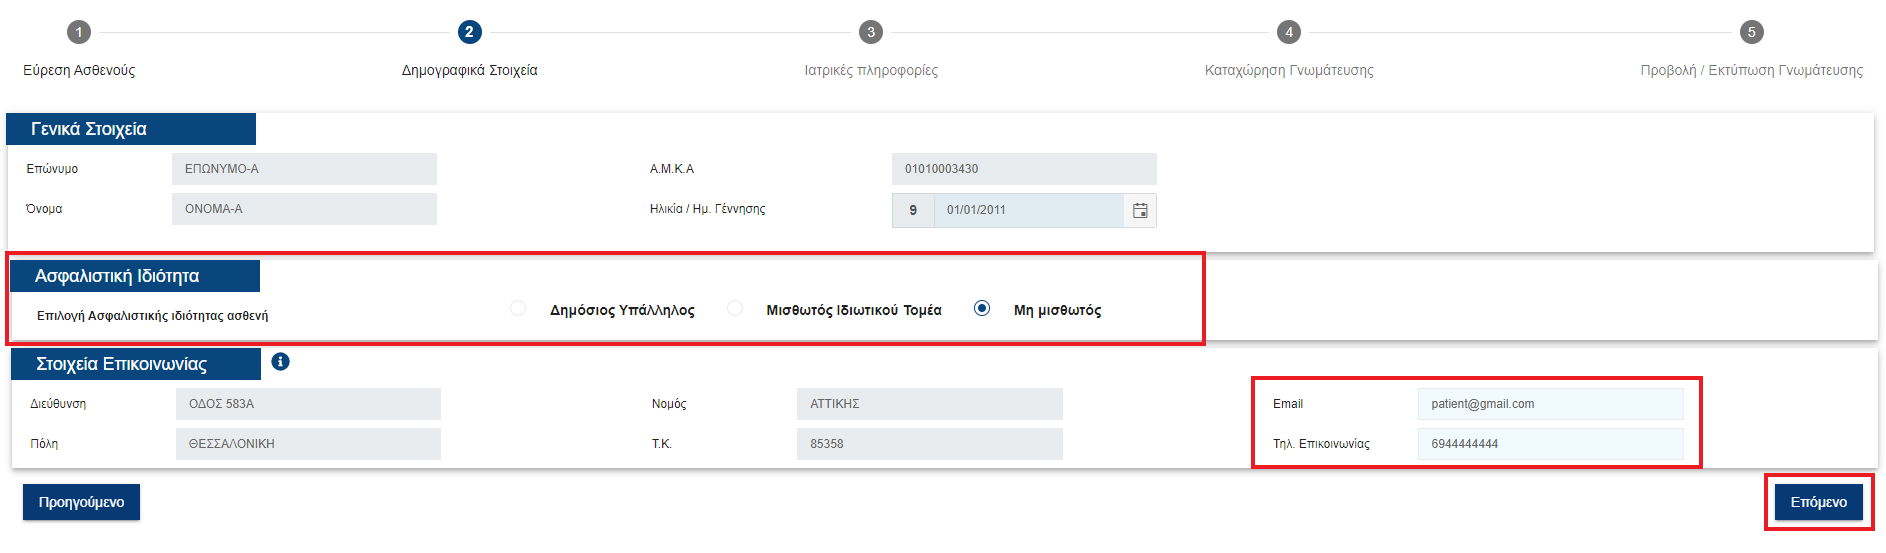 1 2 3 4 5
Εύρεση Ασθενούς Δημογραφικά Στοιχεία Ιατρικές πληροφορίες Καταχώρηση Γνωμάτευσης Προβολή / Εκτύπωση Γνωμάτευσης
Γενικά Στοιχεία
Επώνυμο ΕΠΩΝΥΜΟ-Α Α.Μ.Κ.Α 01010003430
Όνομα ΟΝΟΜΑ-Α Ηλικία / Ημ. Γέννησης 9 01/01/2011
Ασφαλιστική Ιδιότητα
Επιλογή Ασφαλιστικής ιδιότητας ασθενή Δημόσιος Υπάλληλος Μισθωτός Ιδιωτικού Τομέα Μη μισθωτός
Στοιχεία Επικοινωνίας
Διεύθυνση ΟΔΟΣ 583Α Νομός ΑΤΤΙΚΗΣ Email patient@gmail.com
Πόλη ΘΕΣΣΑΛΟΝΙΚΗ Τ.Κ. 85358 Τηλ. Επικοινωνίας 6944444444
Προηγούμενο Επόμενο